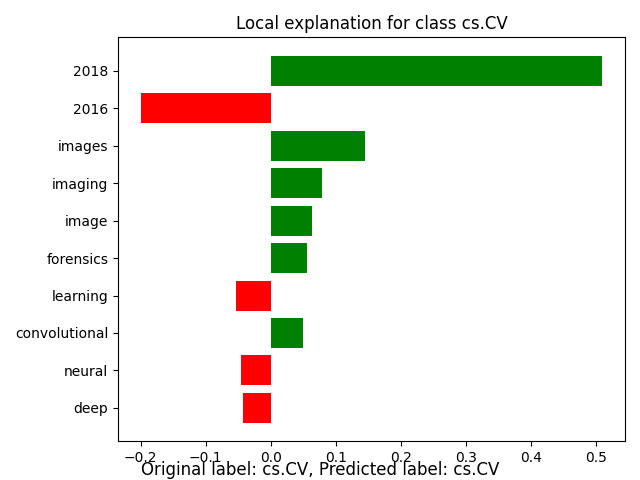 Local explanation for class cs.CV
2018
2016
images
imaging
image
forensics
learning
convolutional
neural
deep
−0.2 −0.1 0.0 0.1 0.2 0.3 0.4 0.5
Original label: cs.CV, Predicted label: cs.CV